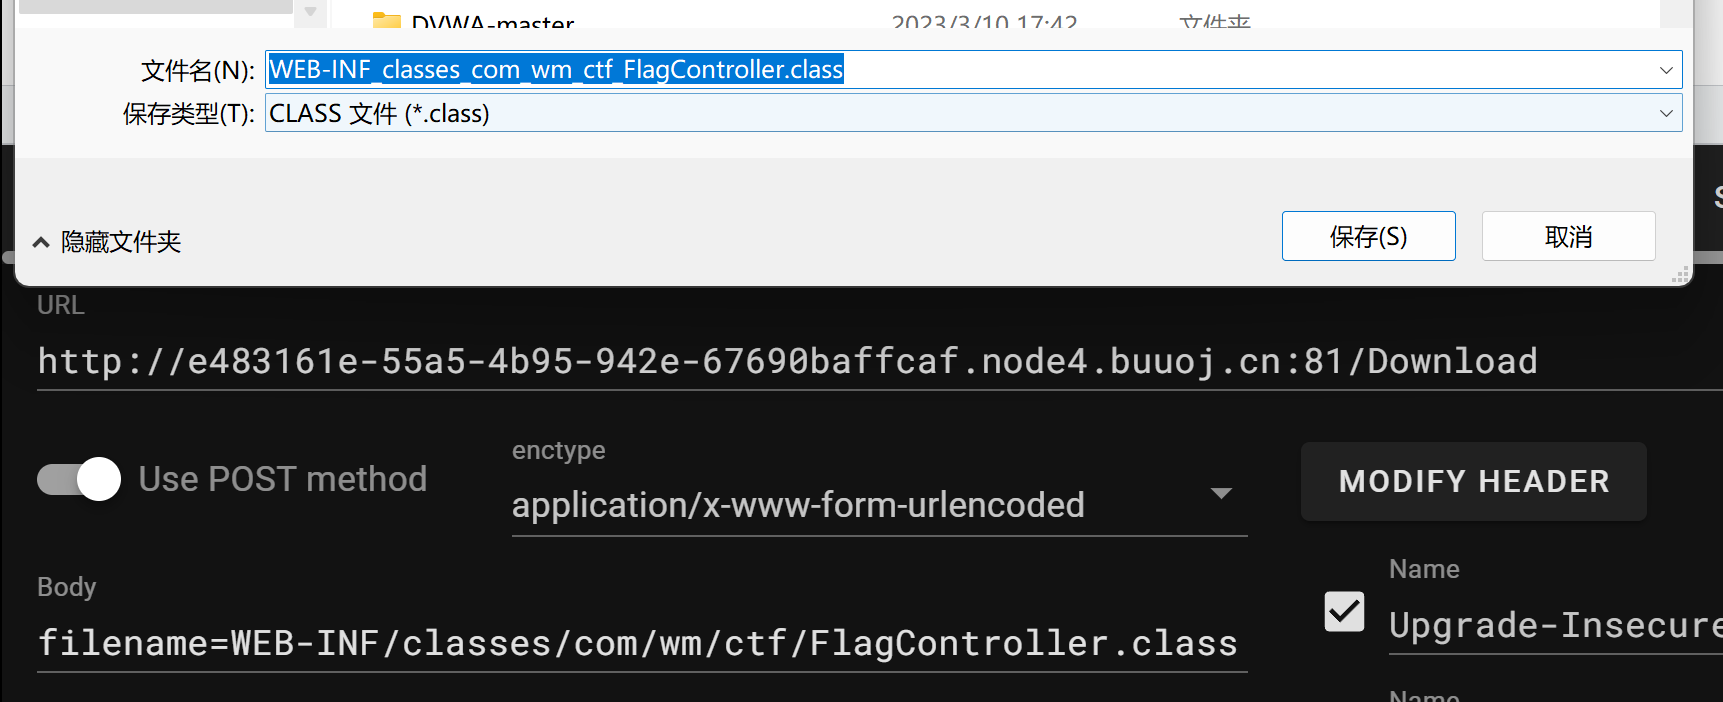 DVWA-master 2023/3/10 17:42 文件夹
文件名(N): WEB-INF_classes_com_wm_ctf_FlagController.class
保存类型(T): CLASS 文件 (*.class)
隐藏文件夹 保存(S) 取消
URL
http://e483161e-55a5-4b95-942e-67690baffcaf.node4.buuoj.cn:81/Download
Use POST method
enctype
application/x-www-form-urlencoded
MODIFY HEADER
Body
filename=WEB-INF/classes/com/wm/ctf/FlagController.class
Name
Upgrade-Insecure
Name